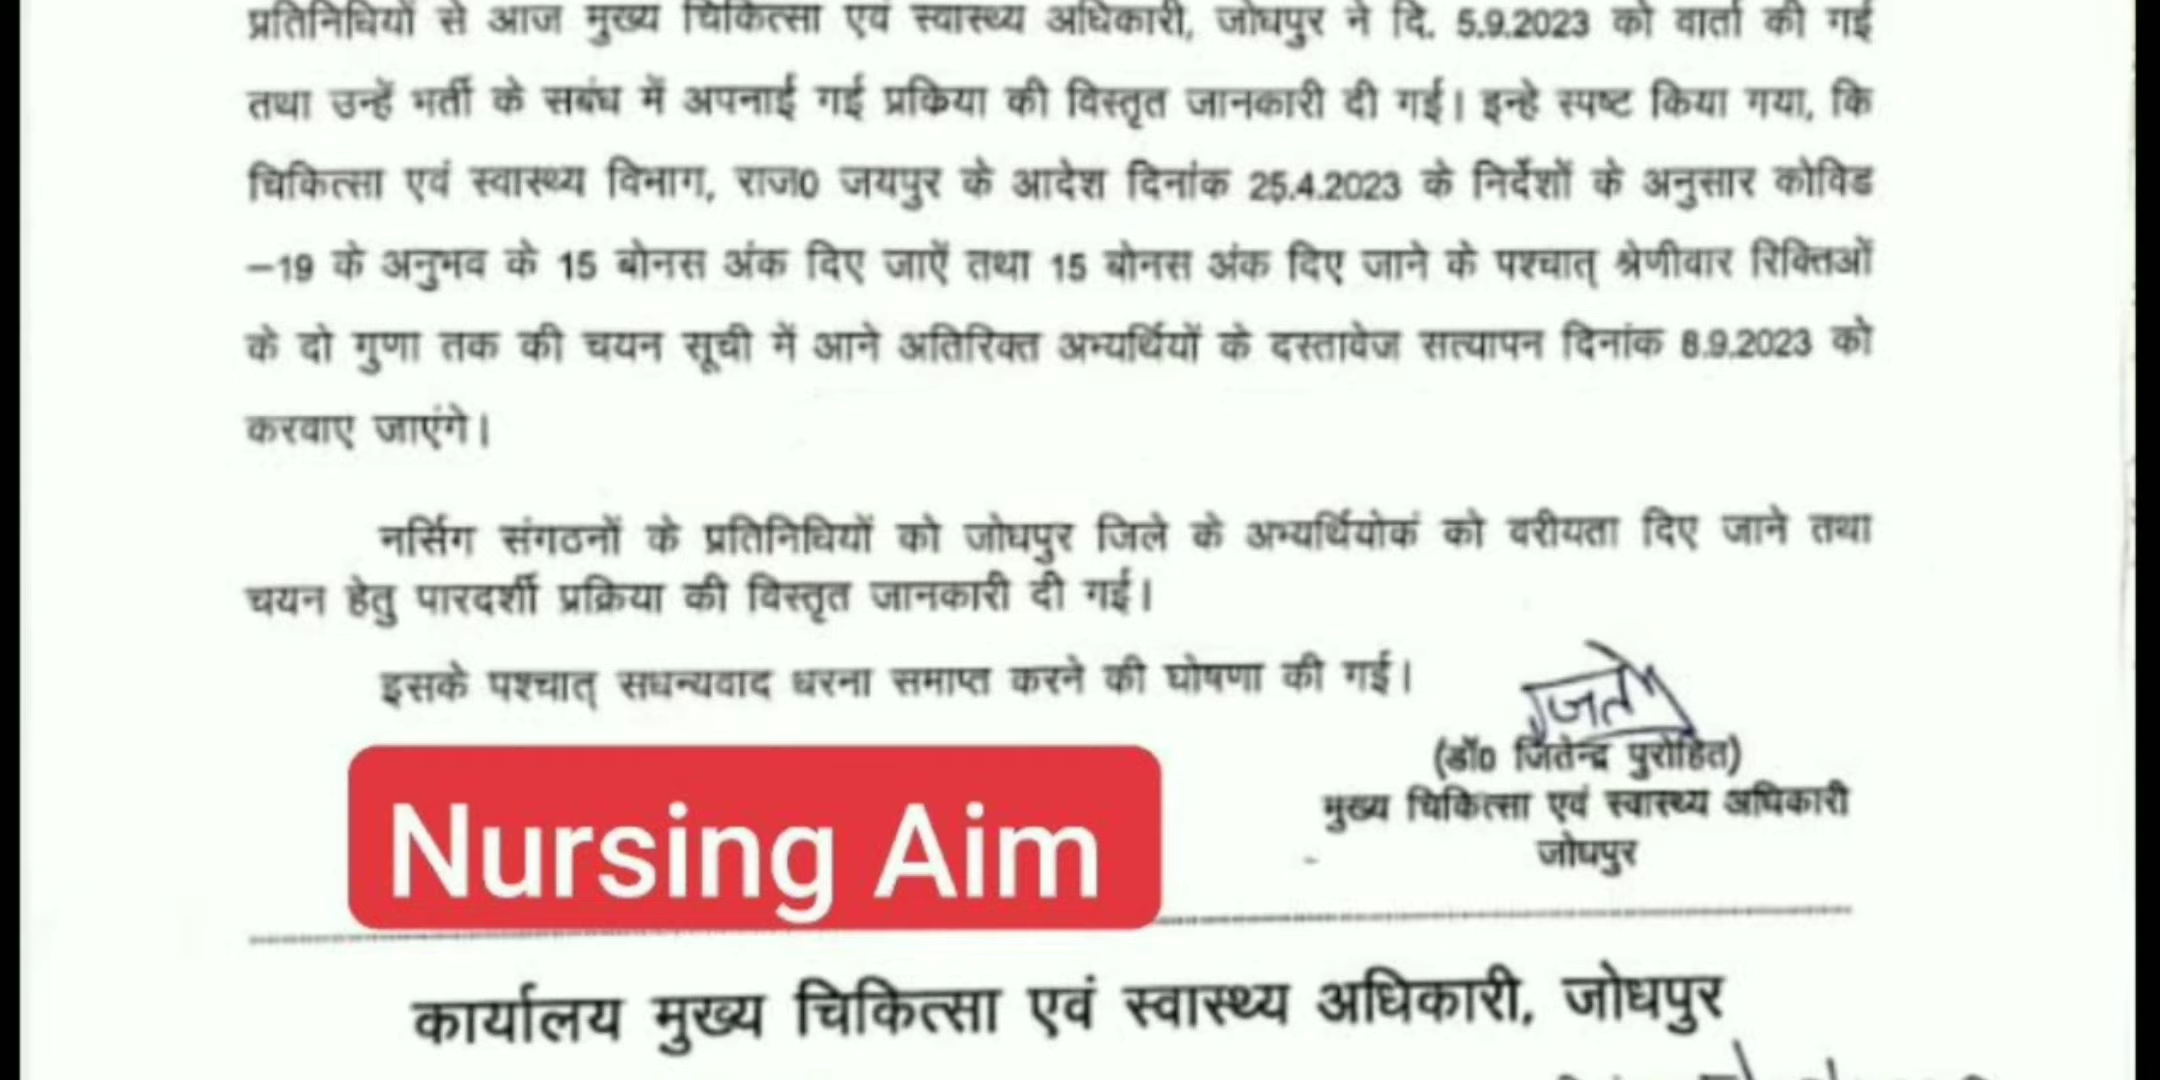 प्रतिनिधियों से आज मुख्य चिकित्सा एवं स्वास्थ्य अधिकारी, जोधपुर ने दि. 5.9.2023 को वार्ता की गई
तथा उन्हें भर्ती के सबंध में अपनाई गई प्रकिया की विस्तृत जानकारी दी गई। इन्हे स्पष्ट किया गया, कि
चिकित्सा एवं स्वास्थ्य विभाग, राज0 जयपुर के आदेश दिनांक 25.4.2023 के निर्देशों के अनुसार कोविड
–19 के अनुभव के 15 बोनस अंक दिए जाऐं तथा 15 बोनस अंक दिए जाने के पश्चात् श्रेणीवार रिक्तिओं
के दो गुणा तक की चयन सूची में आने अतिरिक्त अभ्यर्थियों के दस्तावेज सत्यापन दिनांक 8.9.2023 को
करवाए जाएंगे।
नर्सिग संगठनों के प्रतिनिधियों को जोधपुर जिले के अभ्यर्थियोकं को वरीयता दिए जाने तथा
चयन हेतु पारदर्शी प्रक्रिया की विस्तृत जानकारी दी गई।
इसके पश्चात् सधन्यवाद धरना समाप्त करने की घोषणा की गई।
(डॉ0 जितेन्द्र पुरोहित)
मुख्य चिकित्सा एवं स्वास्थ्य अधिकारी
जोधपुर
Nursing Aim
कार्यालय मुख्य चिकित्सा एवं स्वास्थ्य अधिकारी, जोधपुर